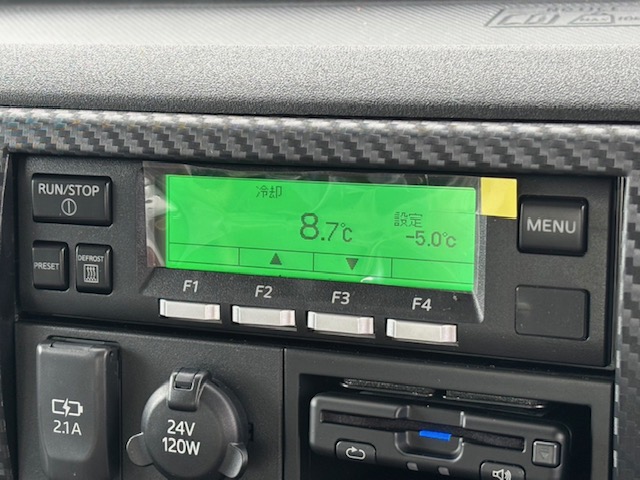 RUN/STOP
PRESET
DEFROST
冷却
8.7℃
設定
-5.0℃
▲
▼
MENU
F1
F2
F3
F4
2.1A
24V
120W